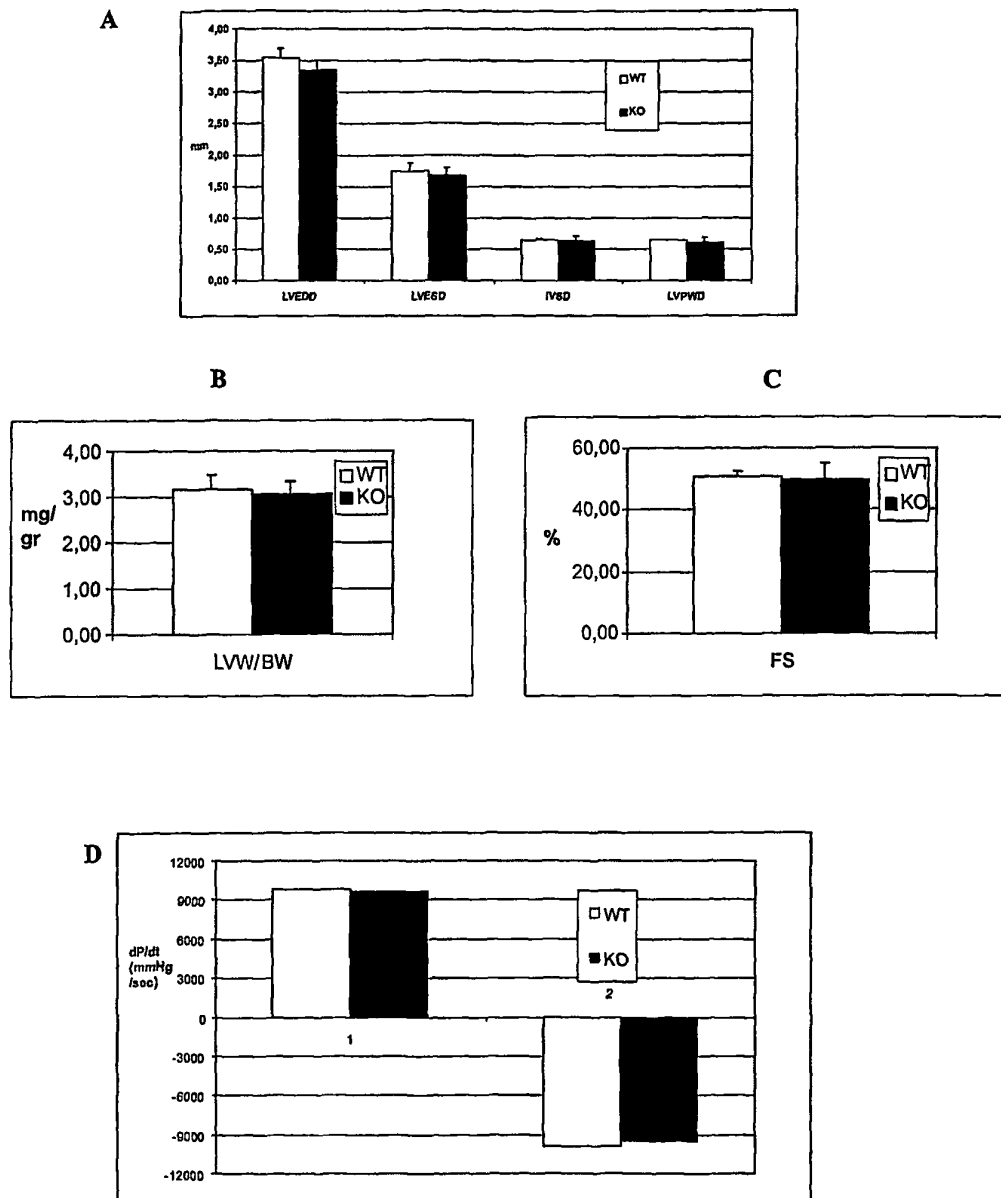 A
4,00
3,50
3,00
2,50
mm
2,00
1,50
1,00
0,50
0,00
WT
KO
LVEDD LVESD IVSD LVPWD
B
4,00
3,00
2,00
1,00
0,00
mg/
gr
WT
KO
LVW/BW
C
60,00
40,00
20,00
0,00
%
WT
KO
FS
D
12000
9000
6000
3000
0
-3000
-6000
-9000
-12000
dP/dt
(mmHg
/sec)
WT
KO
1
2